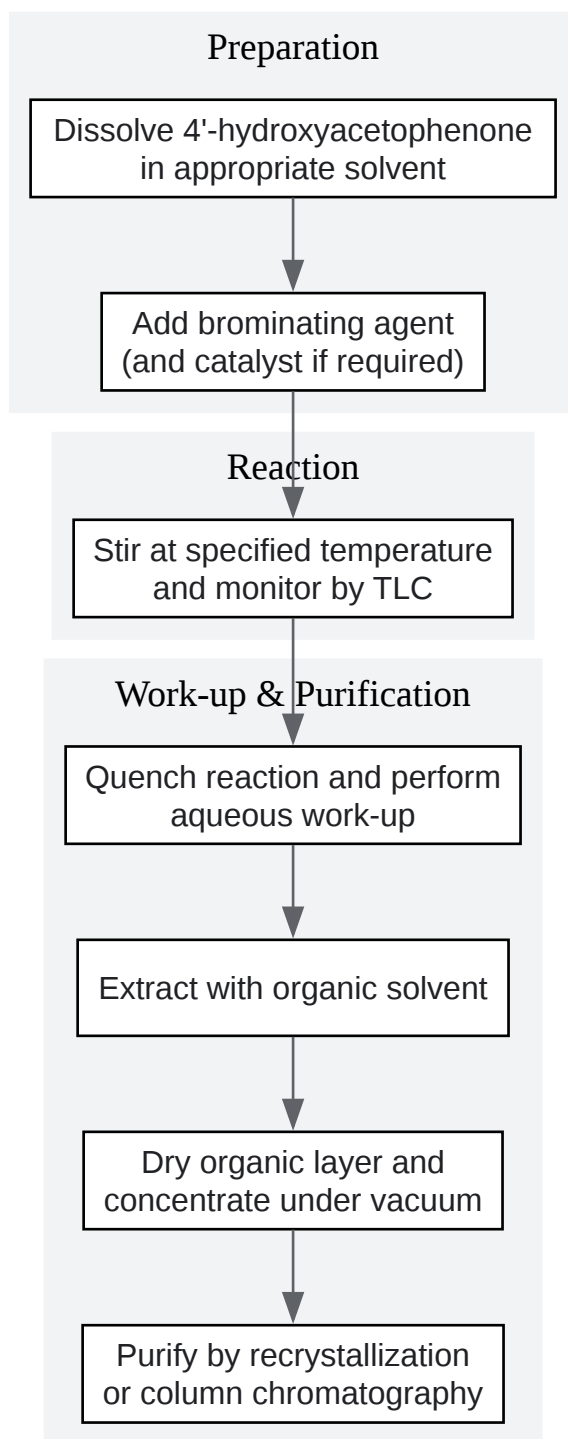 Preparation
Dissolve 4'-hydroxyacetophenone
in appropriate solvent
Add brominating agent
(and catalyst if required)
Reaction
Stir at specified temperature
and monitor by TLC
Work-up & Purification
Quench reaction and perform
aqueous work-up
Extract with organic solvent
Dry organic layer and
concentrate under vacuum
Purify by recrystallization
or column chromatography